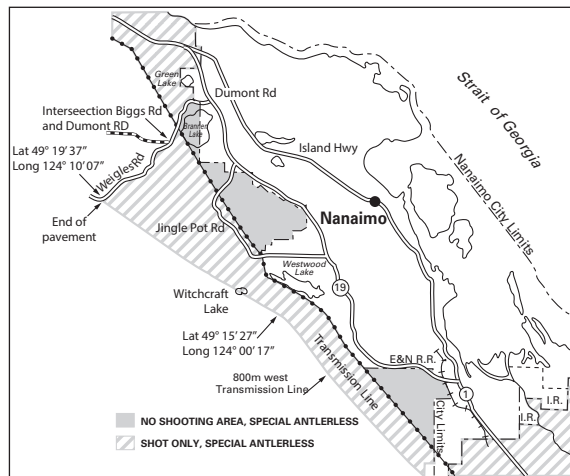 Green
Lake
Dumont Rd
Strait of Georgia
Intersection Biggs Rd
and Dumont RD
Brannen
Lake
Island Hwy
Lat 49° 19' 37"
Long 124° 10' 07"
Weigles Rd
Nanaimo City Limits
End of
pavement
Nanaimo
Jingle Pot Rd
Westwood
Lake
Witchcraft
Lake
19
Lat 49° 15' 27"
Long 124° 00' 17"
Transmission Line
E&N R.R.
800m west
Transmission Line
City Limits
1
I.R.
I.R.
NO SHOOTING AREA, SPECIAL ANTLERLESS
SHOT ONLY, SPECIAL ANTLERLESS